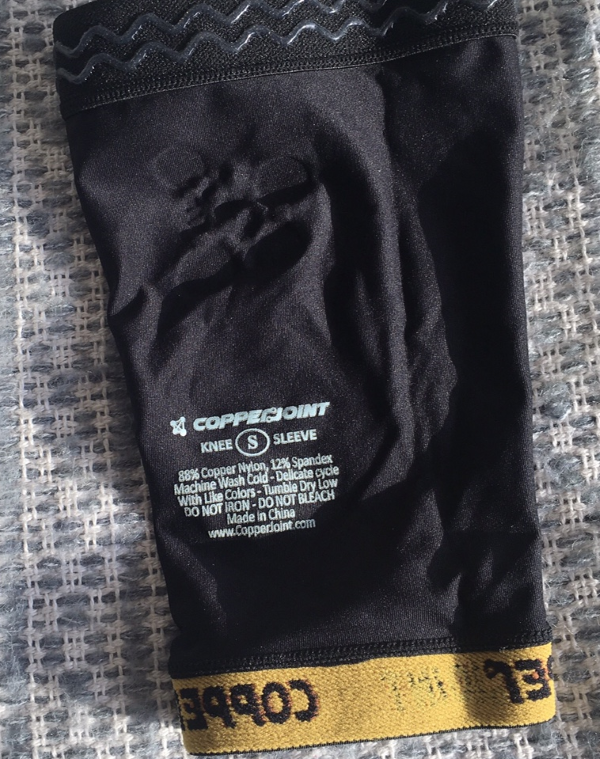 COPPERJOINT
KNEE S SLEEVE
88% Copper Nylon, 12% Spandex
Machine Wash Cold - Delicate cycle
With Like Colors - Tumble Dry Low
DO NOT IRON - DO NOT BLEACH
Made in China
www.CopperJoint.com
COPPE PER